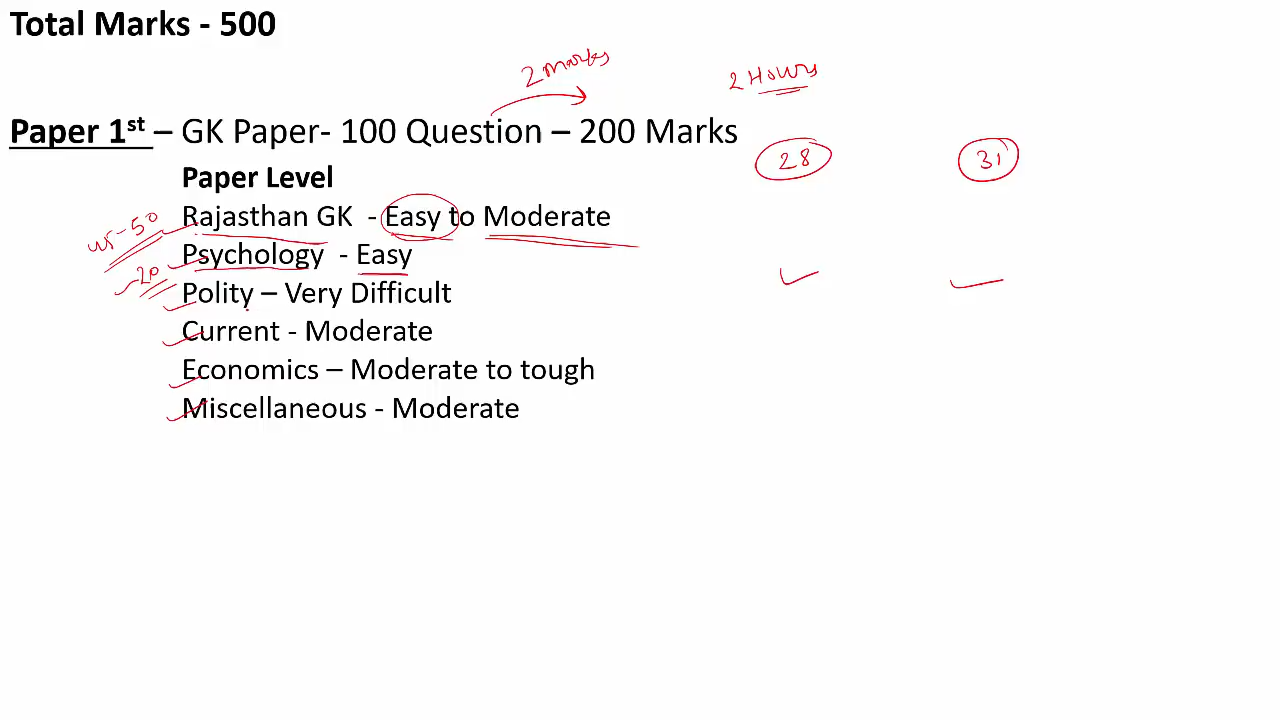 Total Marks - 500
2 marks
2 Hours
Paper 1st – GK Paper- 100 Question – 200 Marks
28
31
Paper Level
Rajasthan GK - Easy to Moderate
45-50
Psychology - Easy
20
Polity – Very Difficult
Current - Moderate
Economics – Moderate to tough
Miscellaneous - Moderate